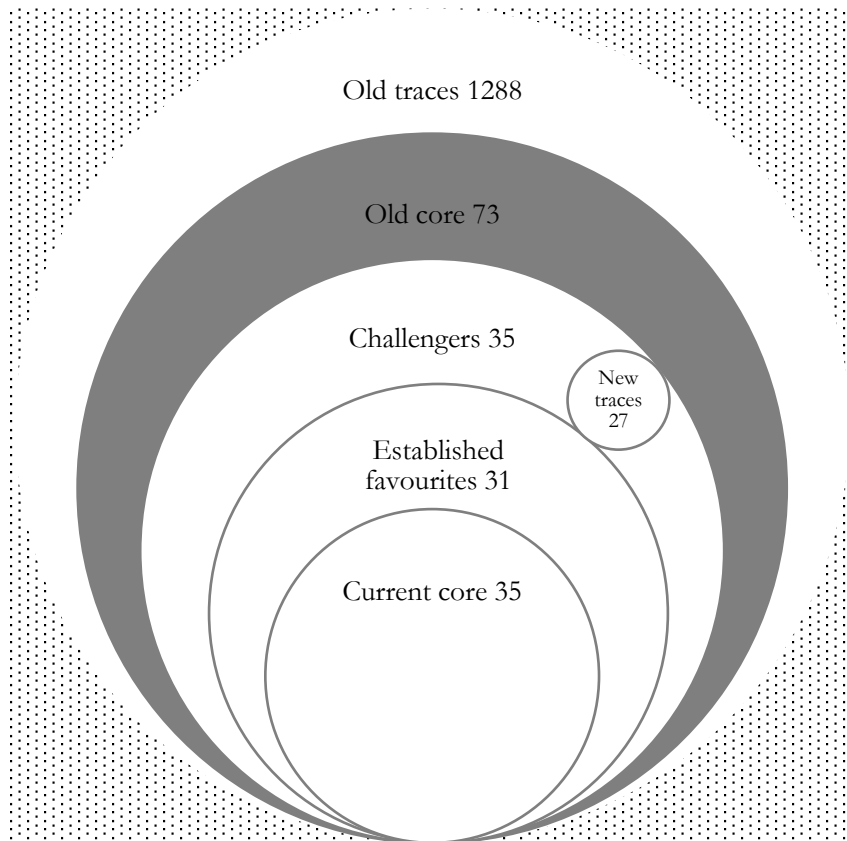 Old traces 1288
Old core 73
Challengers 35
New
traces
27
Established
favourites 31
Current core 35